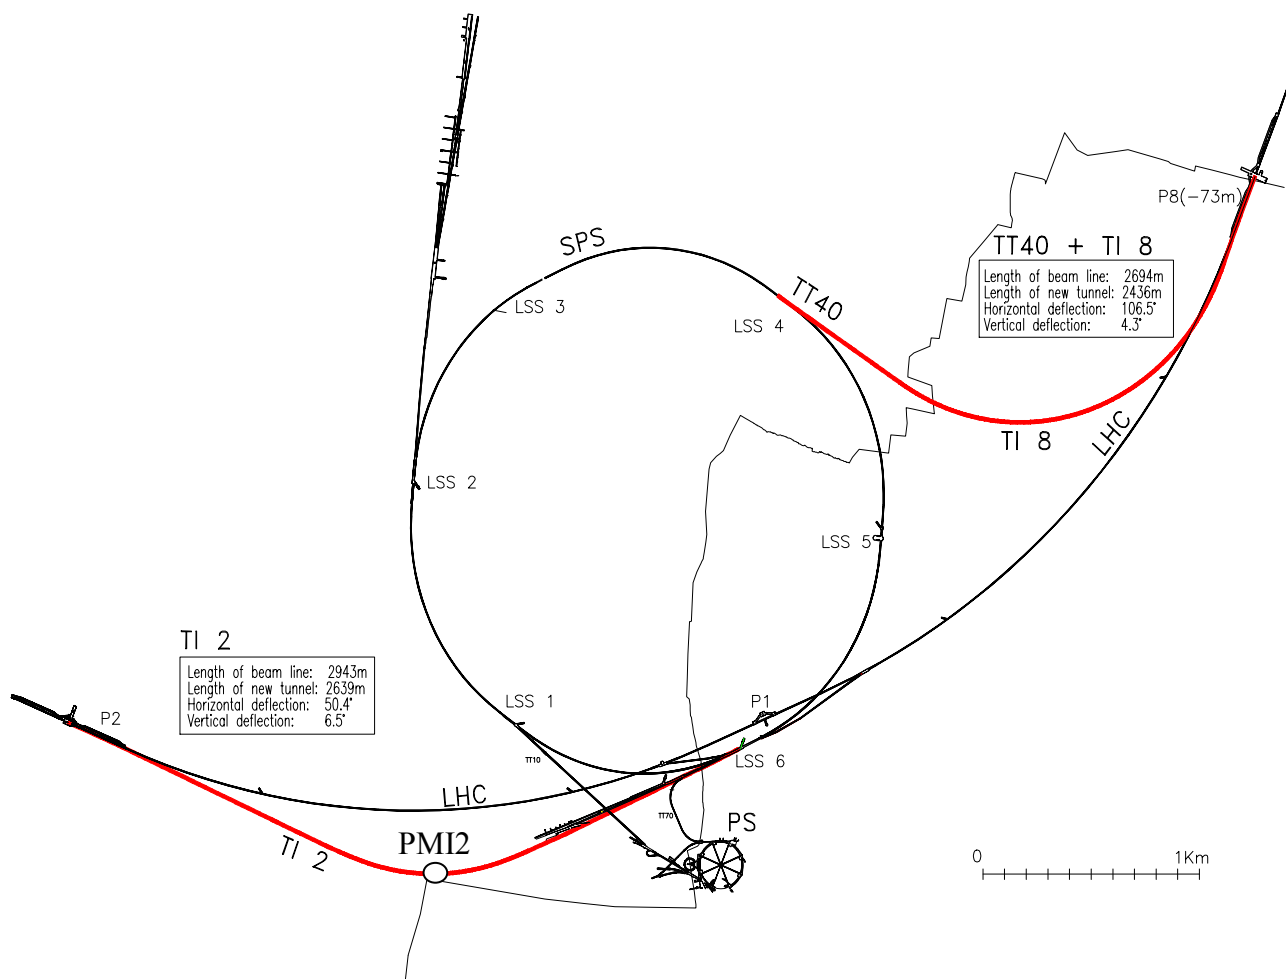 P8(-73m)
SPS
TT40 + TI 8
Length of beam line: 2694m
Length of new tunnel: 2436m
Horizontal deflection: 106.5°
Vertical deflection: 4.3°
TT40
LSS 3
LSS 4
TI 8
LHC
LSS 2
LSS 5
TI 2
Length of beam line: 2943m
Length of new tunnel: 2639m
Horizontal deflection: 50.4°
Vertical deflection: 6.5°
LSS 1
P1
P2
TT10
LSS 6
LHC
TT70
PS
PMI2
TI 2
0
1Km